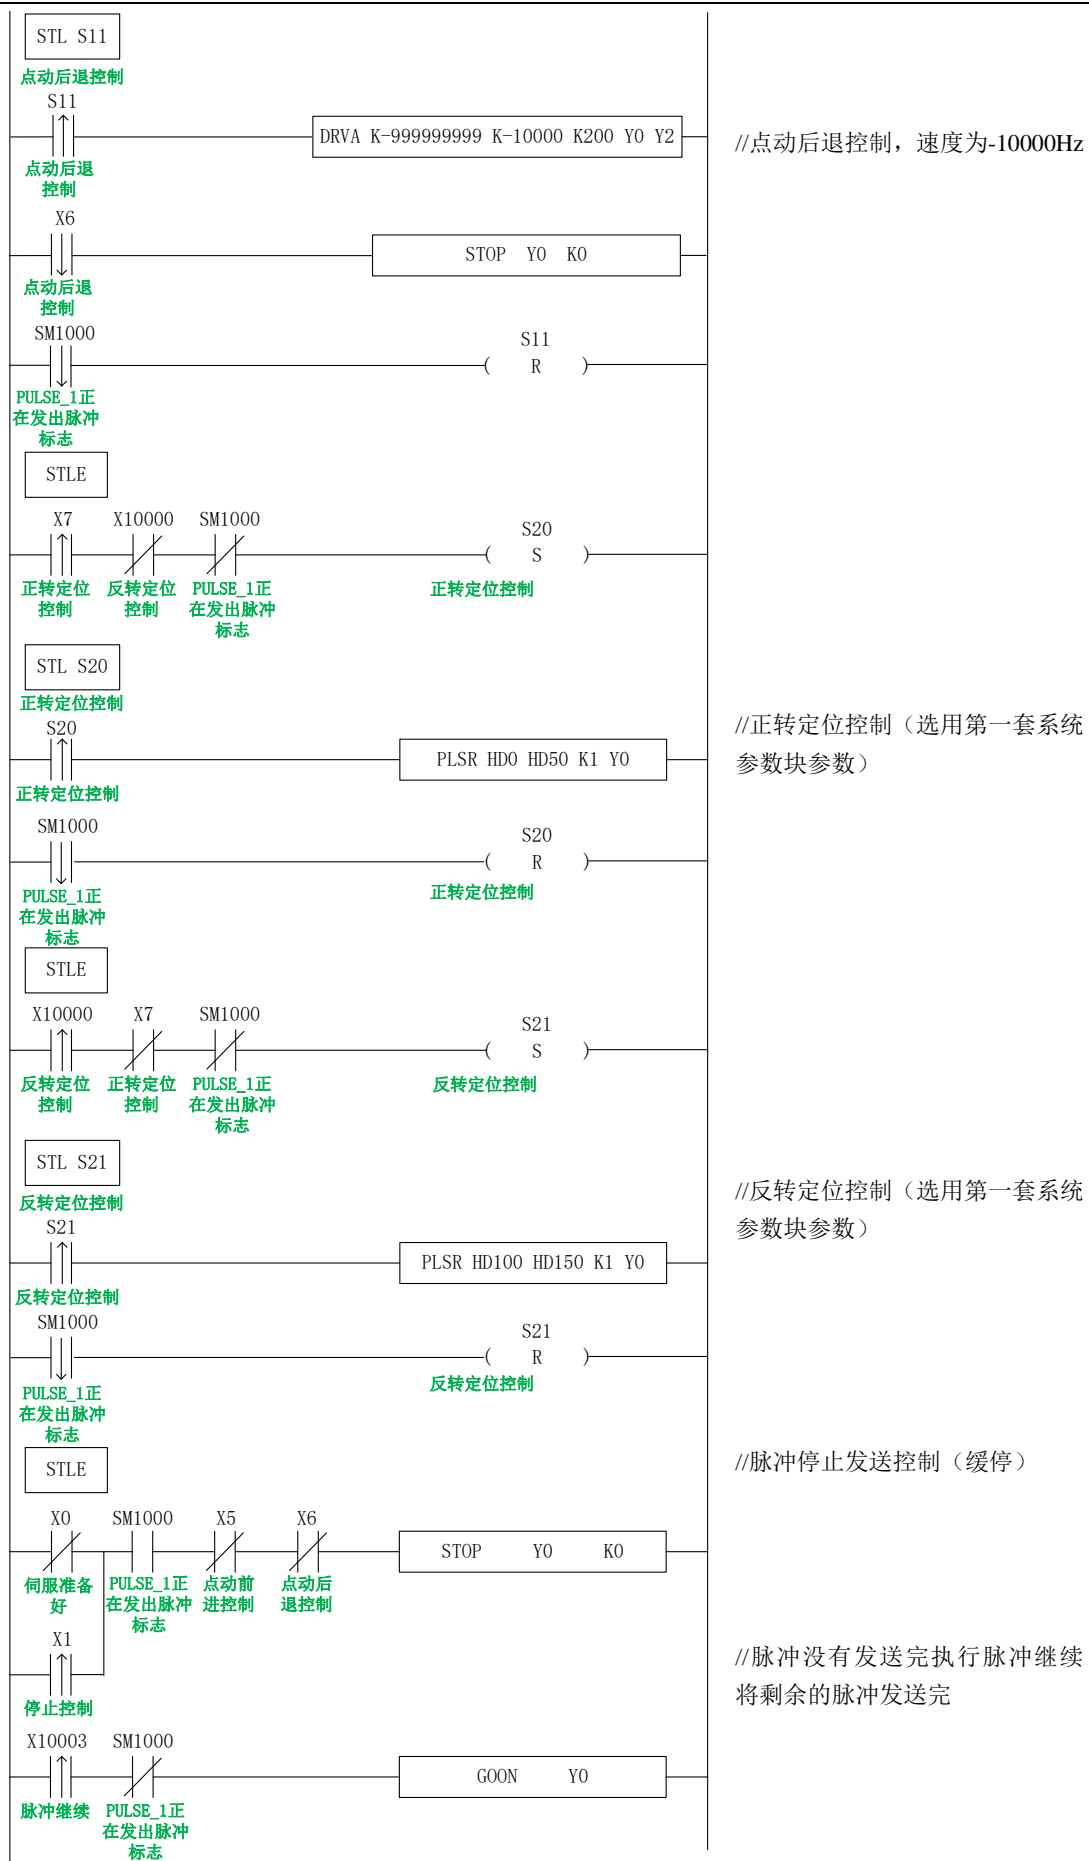 STL S11
点动后退控制
S11
DRVA K-999999999 K-10000 K200 Y0 Y2
//点动后退控制，速度为-10000Hz
点动后退
控制
X6
STOP Y0 K0
点动后退
控制
SM1000
S11
R
PULSE_1正
在发出脉冲
标志
STLE
X7 X10000 SM1000
S20
S
正转定位
控制
反转定位
控制
PULSE_1正
在发出脉冲
标志
正转定位控制
STL S20
正转定位控制
S20
PLSR HD0 HD50 K1 Y0
//正转定位控制（选用第一套系统
参数块参数）
正转定位控制
SM1000
S20
R
正转定位控制
PULSE_1正
在发出脉冲
标志
STLE
X10000 X7 SM1000
S21
S
反转定位
控制
正转定位
控制
PULSE_1正
在发出脉冲
标志
反转定位控制
STL S21
反转定位控制
//反转定位控制（选用第一套系统
参数块参数）
S21
PLSR HD100 HD150 K1 Y0
反转定位控制
SM1000
S21
R
反转定位控制
PULSE_1正
在发出脉冲
标志
STLE
//脉冲停止发送控制（缓停）
X0 SM1000 X5 X6
STOP Y0 K0
伺服准备
好
PULSE_1正
在发出脉冲
标志
点动前
进控制
点动后
退控制
X1
停止控制
//脉冲没有发送完执行脉冲继续
将剩余的脉冲发送完
X10003 SM1000
GOON Y0
脉冲继续
PULSE_1正
在发出脉冲
标志